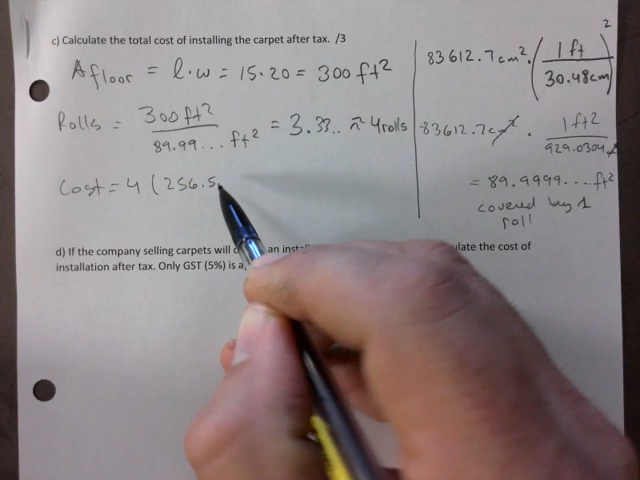 c) Calculate the total cost of installing the carpet after tax. /3
A floor = l·w = 15·20 = 300 ft²
Rolls = 300 ft² / 89.99... ft² = 3.33.. ≈ 4 rolls
Cost = 4 (256.5
83612.7 cm² · (1 ft / 30.48 cm)²
83612.7 cm² · 1 ft² / 929.0304
= 89.9999.... ft²
covered by 1
roll
d) If the company selling carpets will an late the cost of
installation after tax. Only GST (5%) is